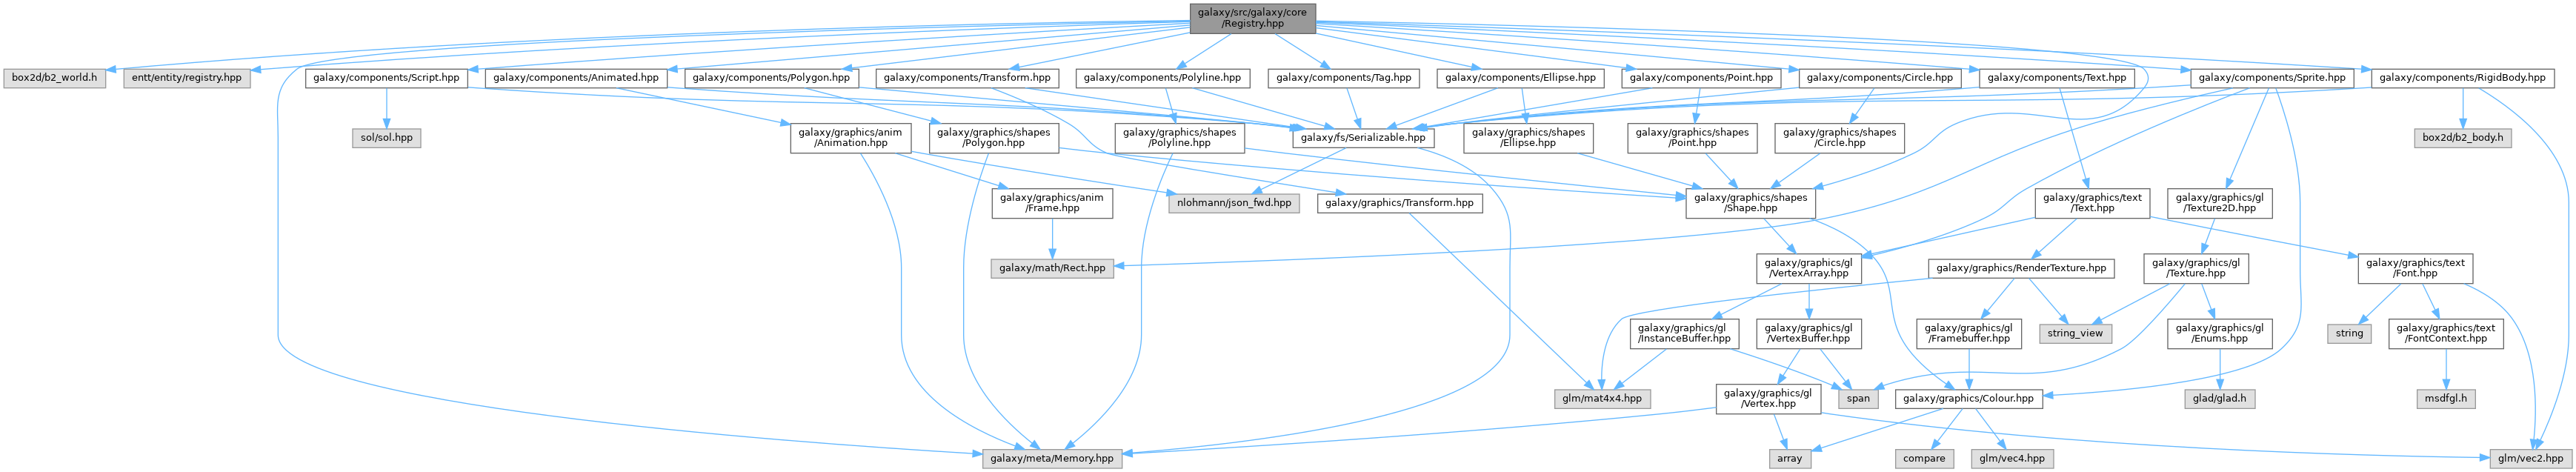 galaxy/src/galaxy/core
/Registry.hpp
box2d/b2_world.h
entt/entity/registry.hpp
galaxy/components/Script.hpp
galaxy/components/Animated.hpp
galaxy/components/Polygon.hpp
galaxy/components/Transform.hpp
galaxy/components/Polyline.hpp
galaxy/components/Tag.hpp
galaxy/components/Ellipse.hpp
galaxy/components/Point.hpp
galaxy/components/Circle.hpp
galaxy/components/Text.hpp
galaxy/components/Sprite.hpp
galaxy/components/RigidBody.hpp
sol/sol.hpp
galaxy/graphics/anim
/Animation.hpp
galaxy/graphics/shapes
/Polygon.hpp
galaxy/graphics/shapes
/Polyline.hpp
galaxy/fs/Serializable.hpp
galaxy/graphics/shapes
/Ellipse.hpp
galaxy/graphics/shapes
/Point.hpp
galaxy/graphics/shapes
/Circle.hpp
box2d/b2_body.h
galaxy/graphics/anim
/Frame.hpp
nlohmann/json_fwd.hpp
galaxy/graphics/Transform.hpp
galaxy/graphics/shapes
/Shape.hpp
galaxy/graphics/text
/Text.hpp
galaxy/graphics/gl
/Texture2D.hpp
galaxy/math/Rect.hpp
galaxy/graphics/gl
/VertexArray.hpp
galaxy/graphics/RenderTexture.hpp
galaxy/graphics/gl
/Texture.hpp
galaxy/graphics/text
/Font.hpp
galaxy/graphics/gl
/InstanceBuffer.hpp
galaxy/graphics/gl
/VertexBuffer.hpp
galaxy/graphics/gl
/Framebuffer.hpp
string_view
galaxy/graphics/gl
/Enums.hpp
string
galaxy/graphics/text
/FontContext.hpp
glm/mat4x4.hpp
galaxy/graphics/gl
/Vertex.hpp
span
galaxy/graphics/Colour.hpp
glad/glad.h
msdfgl.h
galaxy/meta/Memory.hpp
array
compare
glm/vec4.hpp
glm/vec2.hpp